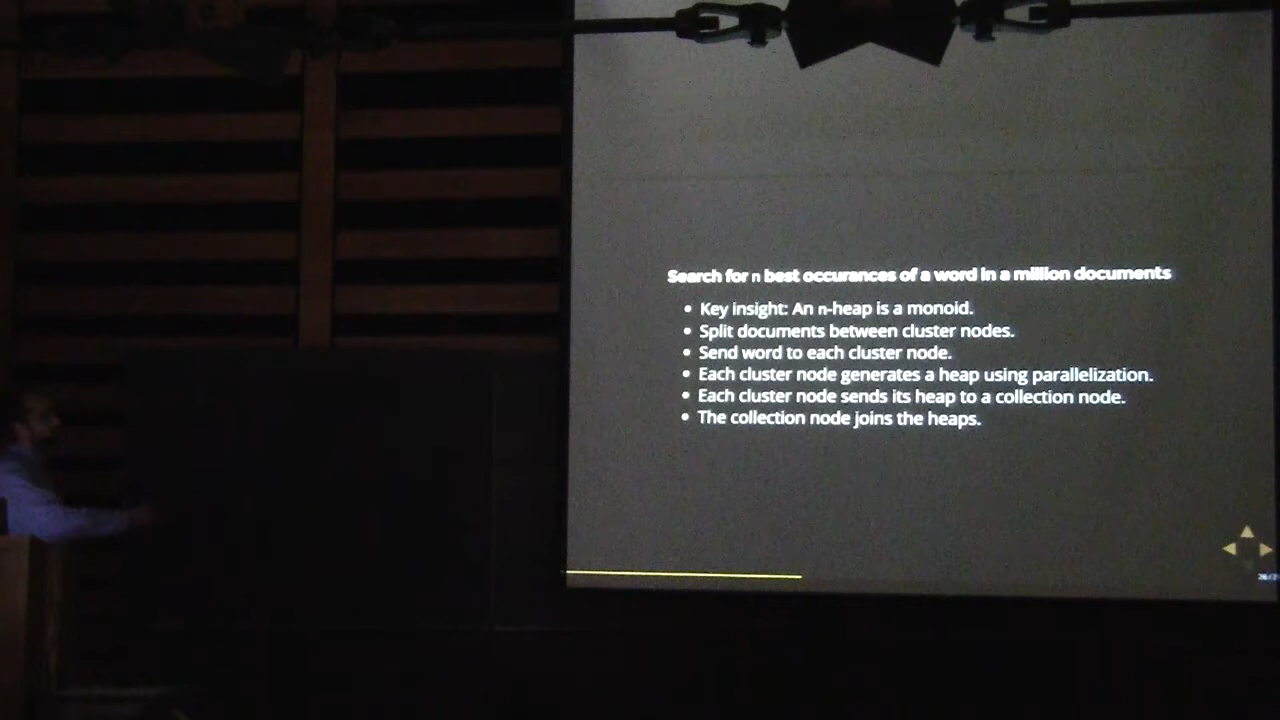 Search for n best occurances of a word in a million documents
• Key insight: An n-heap is a monoid.
• Split documents between cluster nodes.
• Send word to each cluster node.
• Each cluster node generates a heap using parallelization.
• Each cluster node sends its heap to a collection node.
• The collection node joins the heaps.